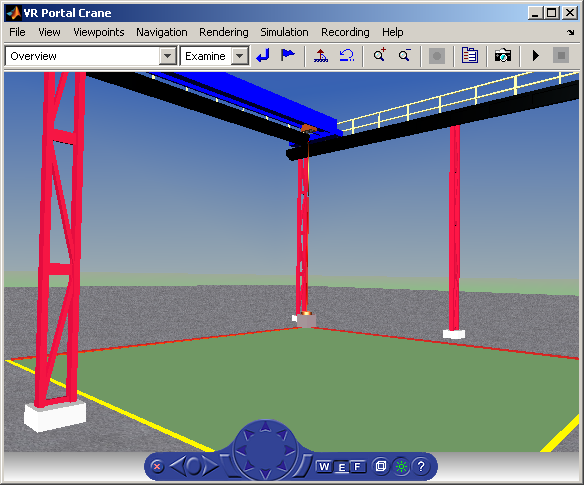 VR Portal Crane
File View Viewpoints Navigation Rendering Simulation Recording Help
Overview Examine
W E F ?